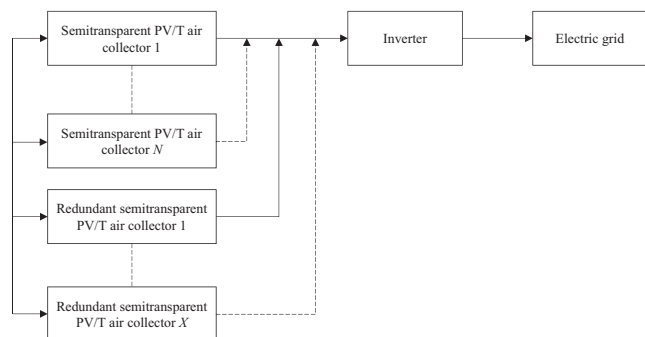 Semitransparent PV/T air
collector 1
Inverter
Electric grid
Semitransparent PV/T air
collector N
Redundant semitransparent
PV/T air collector 1
Redundant semitransparent
PV/T air collector X